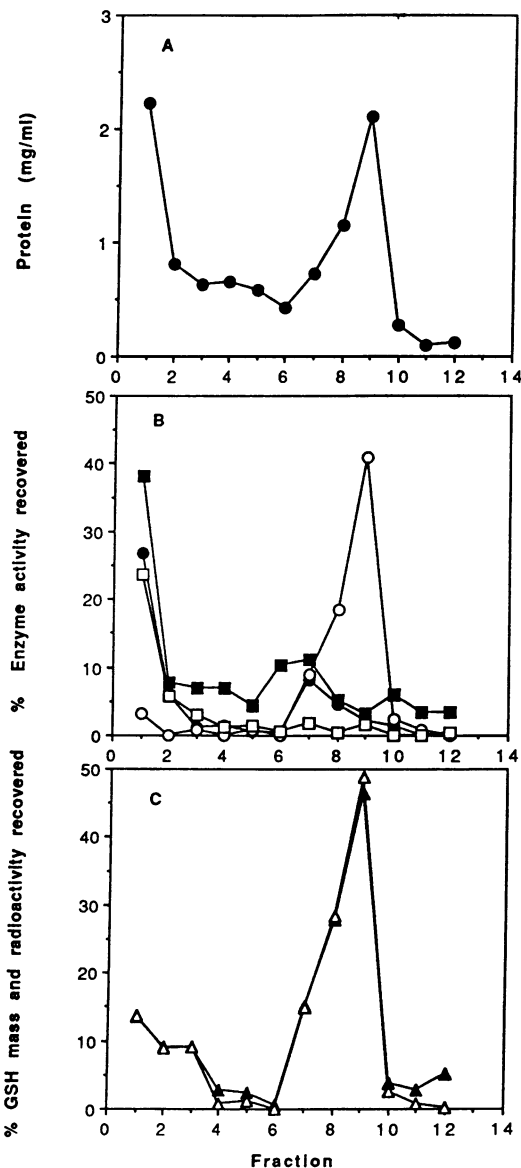 A
Protein (mg/ml)
3
2
1
0
0 2 4 6 8 10 12 14
B
% Enzyme activity recovered
50
40
30
20
10
0
0 2 4 6 8 10 12 14
C
% GSH mass and radioactivity recovered
50
40
30
20
10
0
0 2 4 6 8 10 12 14
Fraction